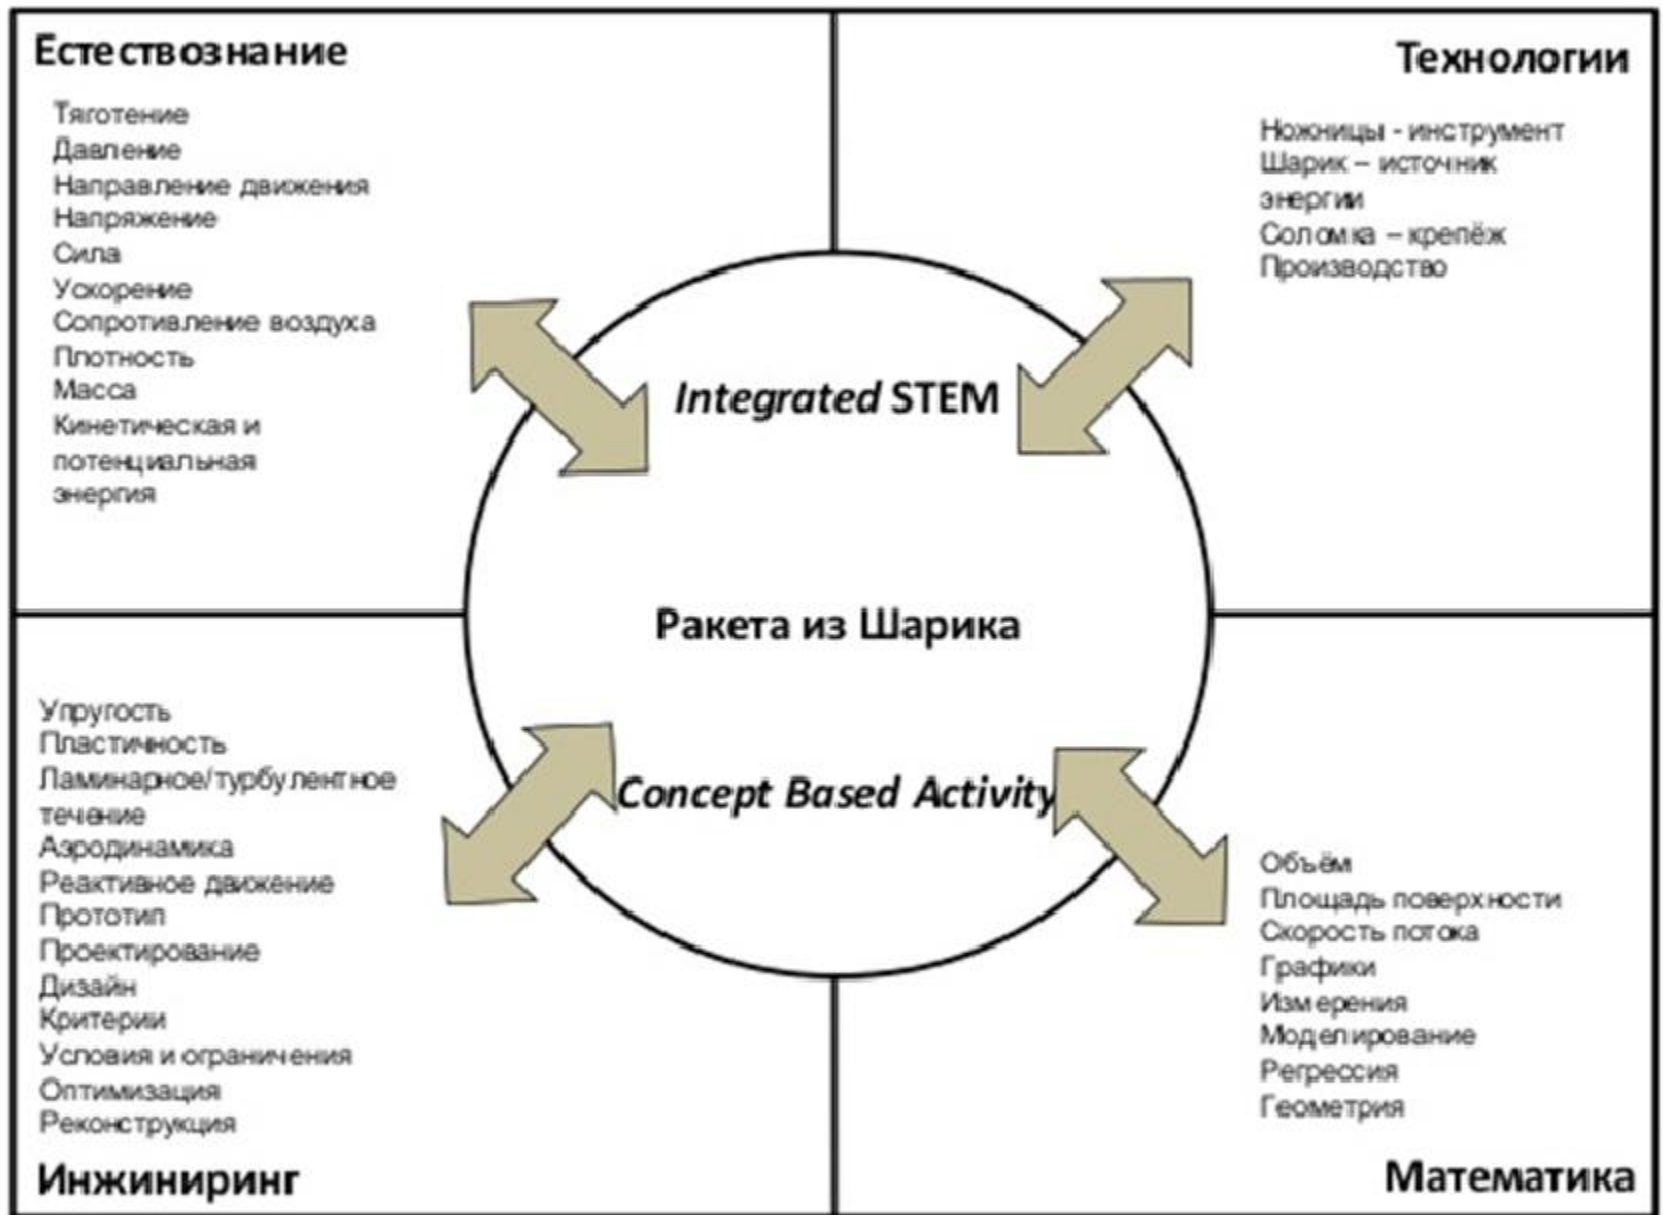 Естествознание
Тяготение
Давление
Направление движения
Напряжение
Сила
Ускорение
Сопротивление воздуха
Плотность
Масса
Кинетическая и
потенциальная
энергия
Технологии
Ножницы - инструмент
Шарик – источник
энергии
Соломка – крепёж
Производство
Integrated STEM
Ракета из Шарика
Concept Based Activity
Упругость
Пластичность
Ламинарное/турбулентное
течение
Аэродинамика
Реактивное движение
Прототип
Проектирование
Дизайн
Критерии
Условия и ограничения
Оптимизация
Реконструкция
Инжиниринг
Объём
Площадь поверхности
Скорость потока
Графики
Измерения
Моделирование
Регрессия
Геометрия
Математика